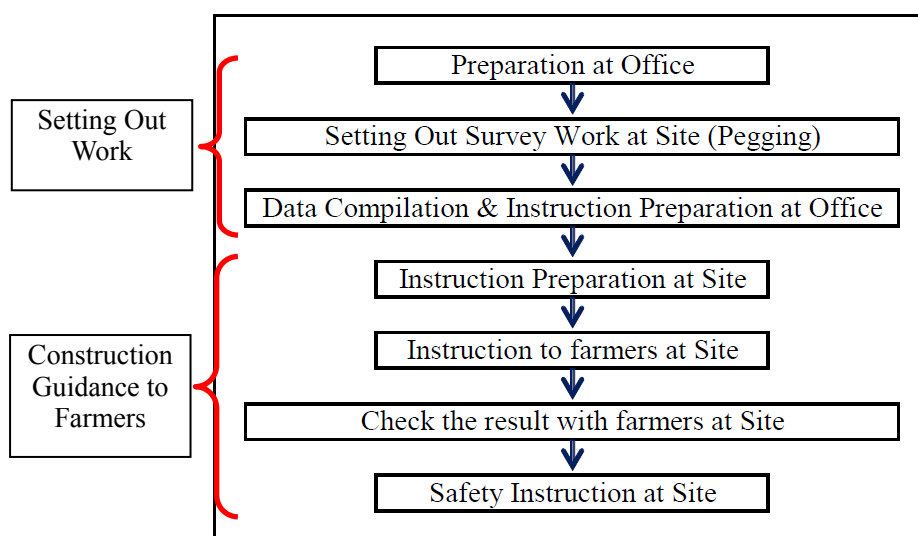 Preparation at Office
Setting Out
Work
Setting Out Survey Work at Site (Pegging)
Data Compilation & Instruction Preparation at Office
Instruction Preparation at Site
Construction
Guidance to
Farmers
Instruction to farmers at Site
Check the result with farmers at Site
Safety Instruction at Site